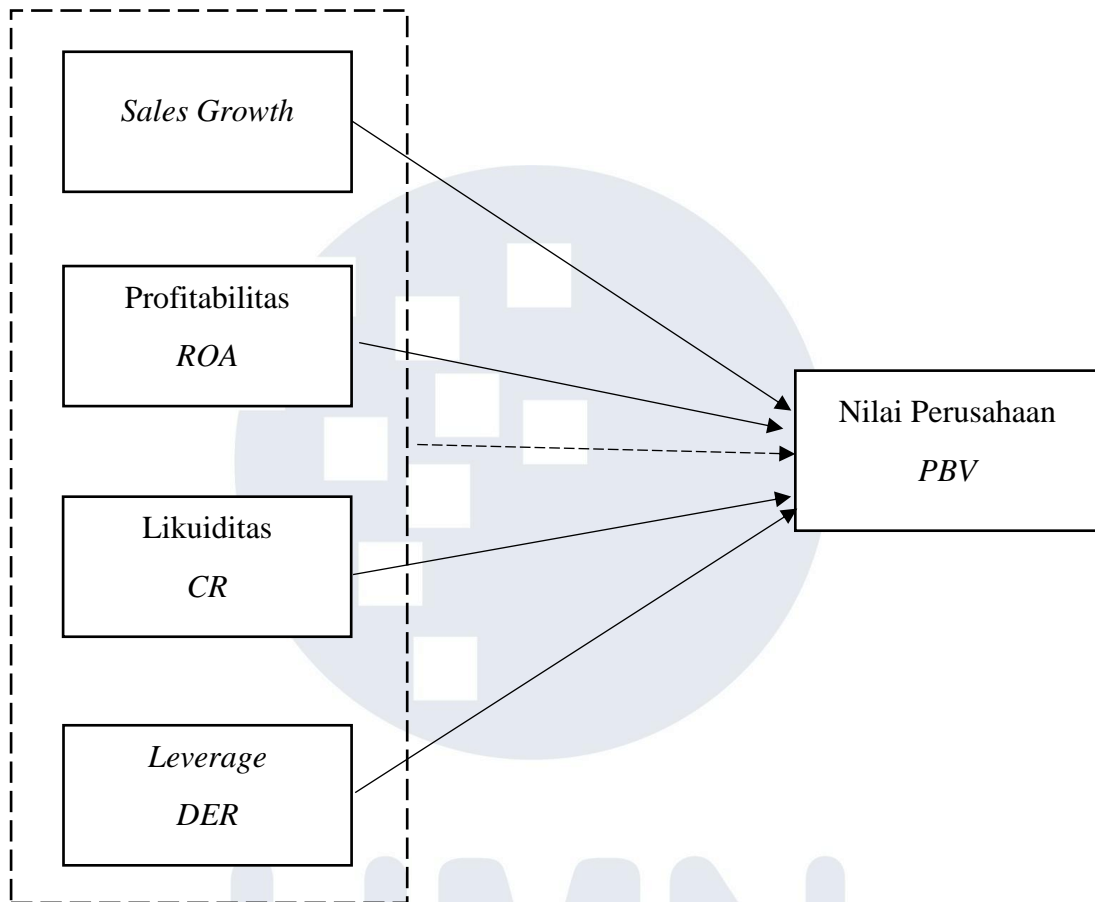 Sales Growth
Profitabilitas
ROA
Nilai Perusahaan
PBV
Likuiditas
CR
Leverage
DER